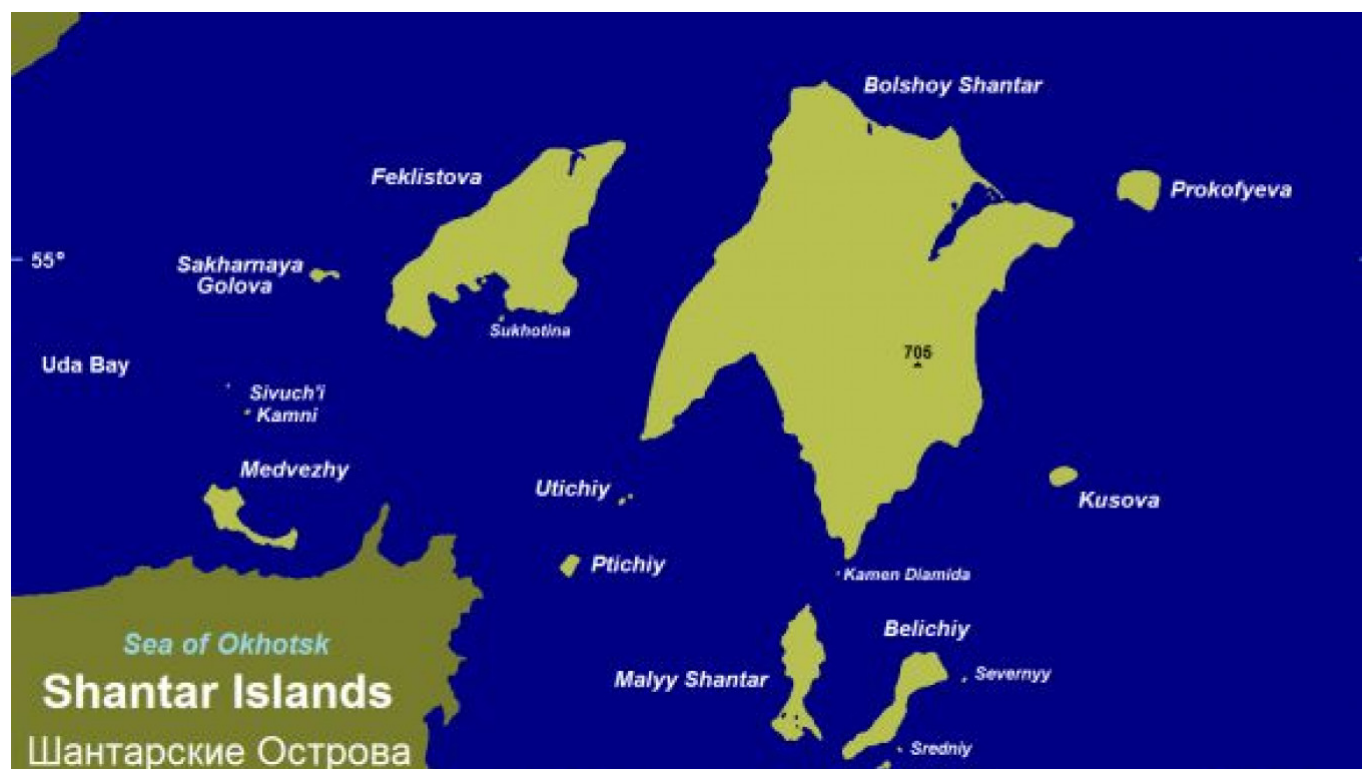 Bolshoy Shantar
Feklistova
Prokofyeva
55°
Sakharnaya
Golova
Sukhotina
705
Uda Bay
Sivuch'i
Kamni
Medvezhy
Utichiy
Kusova
Ptichiy
Kamen Diamida
Belichiy
Malyy Shantar
Severnyy
Sea of Okhotsk
Shantar Islands
Шантарские Острова
Sredniy